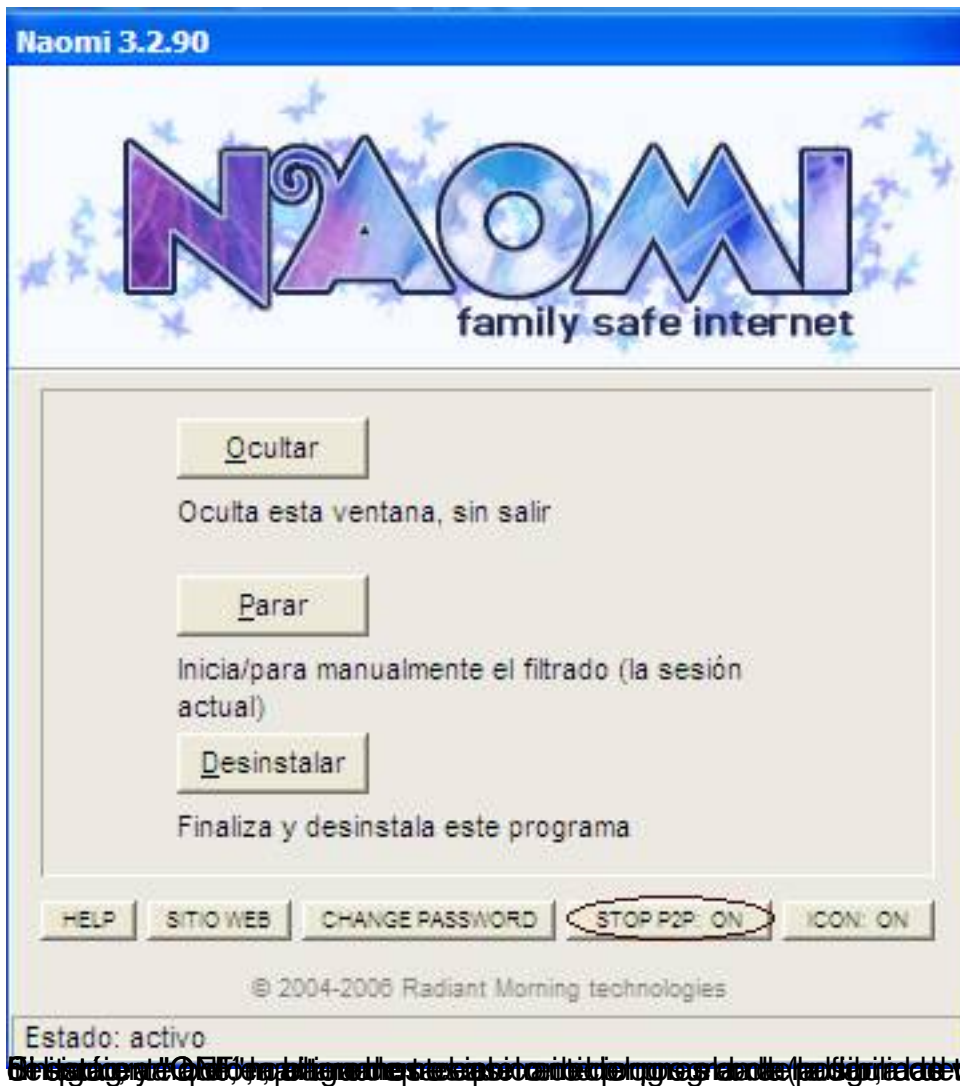 Naomi 3.2.90
NAOMI
family safe internet
Ocultar
Oculta esta ventana, sin salir
Parar
Inicia/para manualmente el filtrado (la sesión
actual)
Desinstalar
Finaliza y desinstala este programa
HELP SITIO WEB CHANGE PASSWORD STOP P2P: ON ICON: ON
© 2004-2006 Radiant Morning technologies
Estado: activo